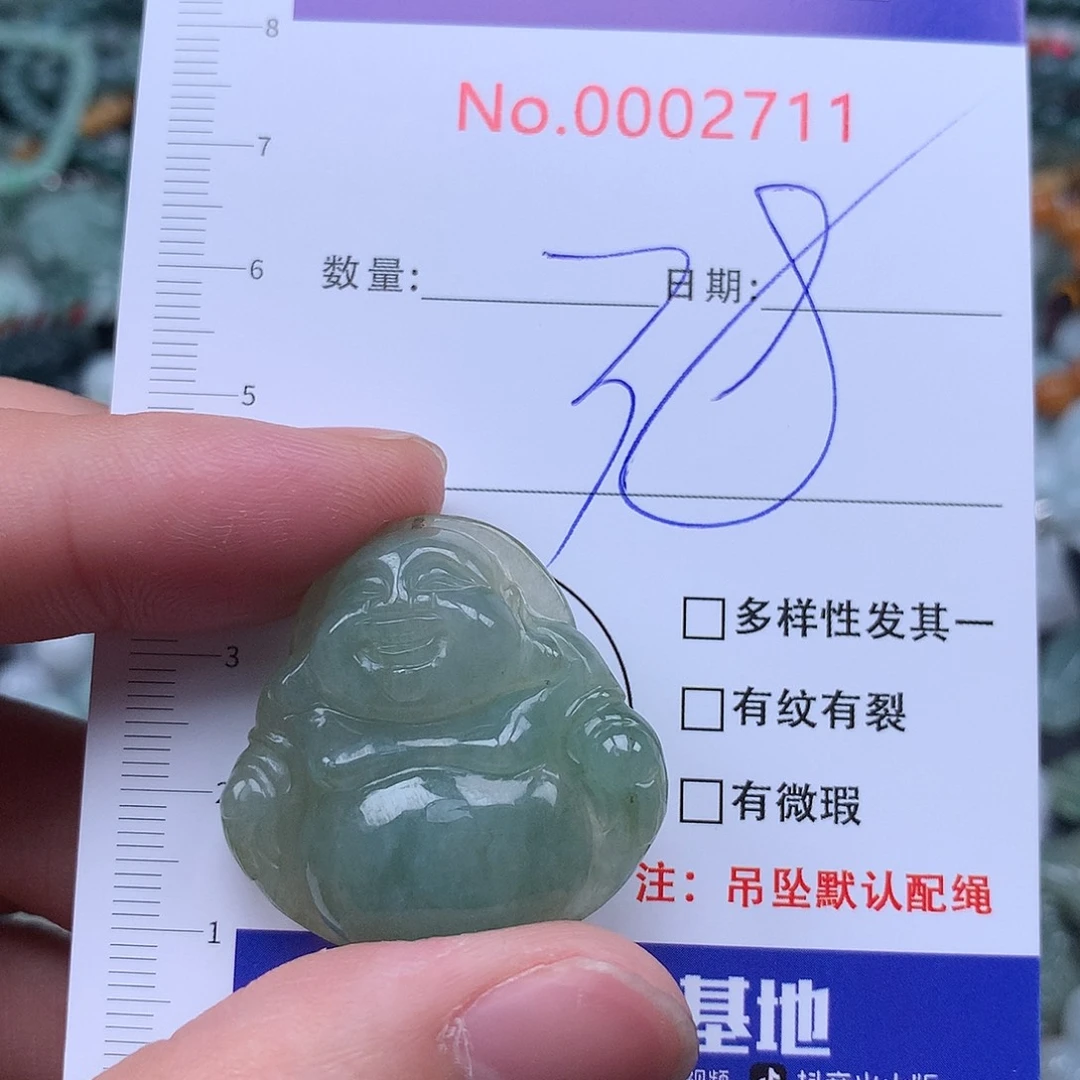 8
No.0002711
7
6
数量: 日期:
5
3
□多样性发其一
□有纹有裂
2
□有微瑕
注：吊坠默认配绳
1
基地